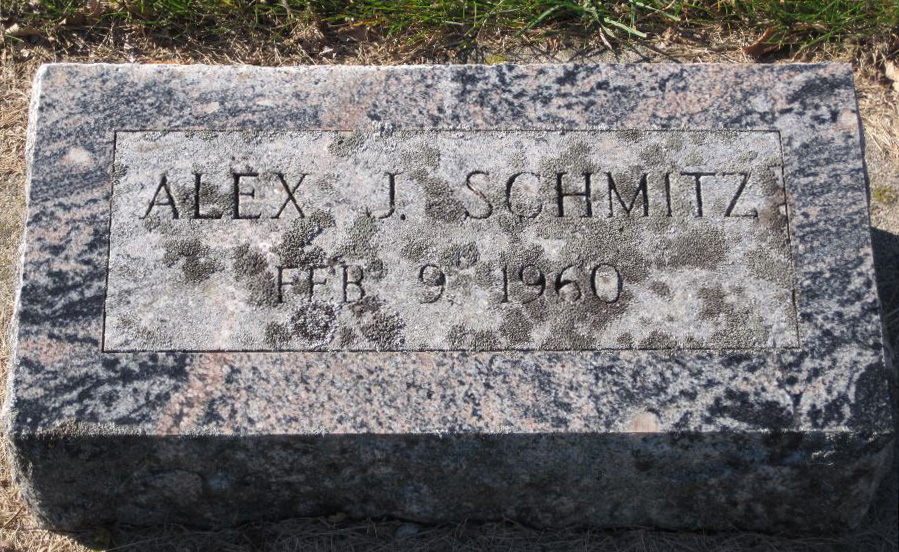 ALEX J. SCHMITZ
FEB 9, 1960